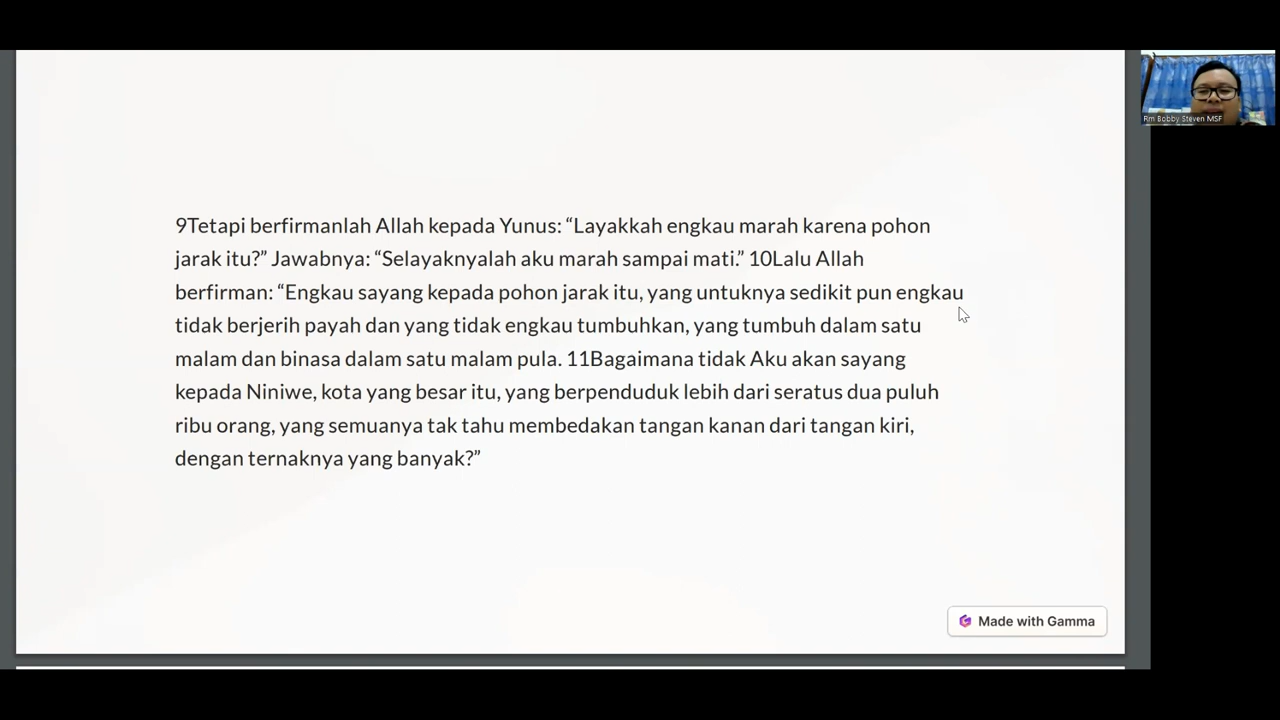 Rm Bobby Steven MSF
9Tetapi berfirmanlah Allah kepada Yunus: “Layakkah engkau marah karena pohon
jarak itu?” Jawabnya: “Selayaknyalah aku marah sampai mati.” 10Lalu Allah
berfirman: “Engkau sayang kepada pohon jarak itu, yang untuknya sedikit pun engkau
tidak berjerih payah dan yang tidak engkau tumbuhkan, yang tumbuh dalam satu
malam dan binasa dalam satu malam pula. 11Bagaimana tidak Aku akan sayang
kepada Niniwe, kota yang besar itu, yang berpenduduk lebih dari seratus dua puluh
ribu orang, yang semuanya tak tahu membedakan tangan kanan dari tangan kiri,
dengan ternaknya yang banyak?”
Made with Gamma